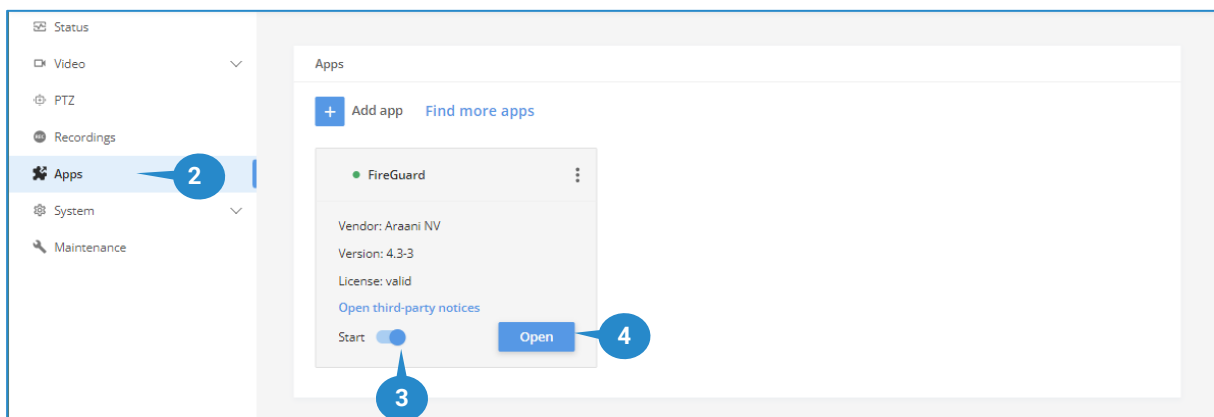 Status
Video
PTZ
Recordings
Apps
2
System
Maintenance
Apps
+ Add app Find more apps
FireGuard
Vendor: Araani NV
Version: 4.3-3
License: valid
Open third-party notices
Start Open
4
3